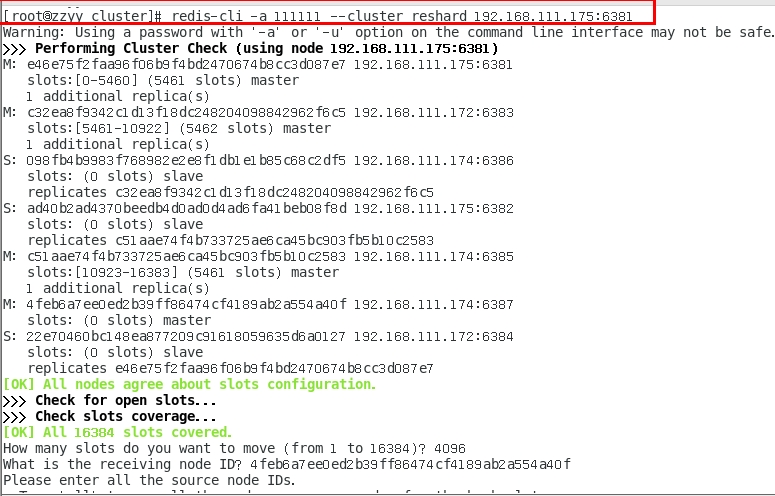 [root@zzyy cluster]# redis-cli -a 111111 --cluster reshard 192.168.111.175:6381
Warning: Using a password with '-a' or '-u' option on the command line interface may not be safe.
>>> Performing Cluster Check (using node 192.168.111.175:6381)
M: e46e75f2faa96f06b9f4bd2470674b8cc3d087e7 192.168.111.175:6381
slots:[0-5460] (5461 slots) master
1 additional replica(s)
M: c32ea8f9342c1d13f18dc248204098842962f6c5 192.168.111.172:6383
slots:[5461-10922] (5462 slots) master
1 additional replica(s)
S: 098fb4b9983f768982e2e8f1db1e1b85c68c2df5 192.168.111.174:6386
slots: (0 slots) slave
replicates c32ea8f9342c1d13f18dc248204098842962f6c5
S: ad40b2ad4370beedb4d0ad0d4ad6fa41beb08f8d 192.168.111.175:6382
slots: (0 slots) slave
replicates c51aae74f4b733725ae6ca45bc903fb5b10c2583
M: c51aae74f4b733725ae6ca45bc903fb5b10c2583 192.168.111.174:6385
slots:[10923-16383] (5461 slots) master
1 additional replica(s)
M: 4feb6a7ee0ed2b39ff86474cf4189ab2a554a40f 192.168.111.174:6387
slots: (0 slots) master
S: 22e70460bc148ea877209c91618059635d6a0127 192.168.111.172:6384
slots: (0 slots) slave
replicates e46e75f2faa96f06b9f4bd2470674b8cc3d087e7
[OK] All nodes agree about slots configuration.
>>> Check for open slots...
>>> Check slots coverage...
[OK] All 16384 slots covered.
How many slots do you want to move (from 1 to 16384)? 4096
What is the receiving node ID? 4feb6a7ee0ed2b39ff86474cf4189ab2a554a40f
Please enter all the source node IDs.